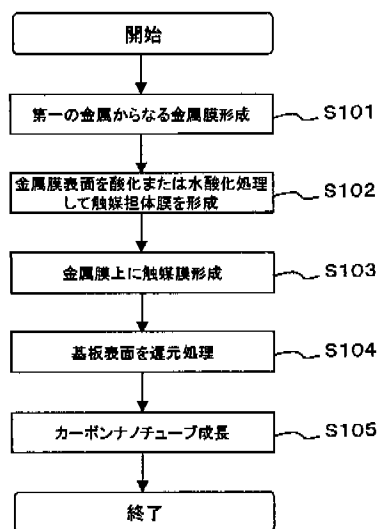 開始
第一の金属からなる金属膜形成
S101
金属膜表面を酸化または水酸化処理
して触媒担体膜を形成
S102
金属膜上に触媒膜形成
S103
基板表面を還元処理
S104
カーボンナノチューブ成長
S105
終了